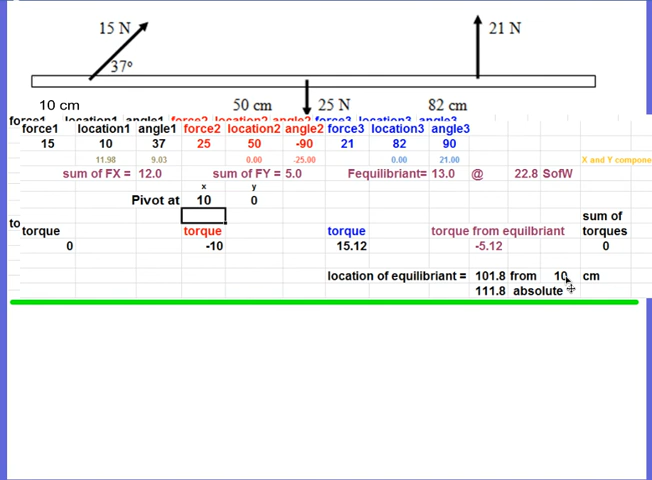 15 N
21 N
37°
10 cm 50 cm 25 N 82 cm
force1 location1 angle1 force2 location2 angle2 force3 location3 angle3
15 10 37 25 50 -90 21 82 90
11.98 9.03 0.00 -25.00 0.00 21.00 X and Y compone
sum of FX = 12.0 sum of FY = 5.0 Fequilibriant= 13.0 @ 22.8 SofW
x y
Pivot at 10 0
to
sum of
torque torque torque torque from equilbriant torques
0 -10 15.12 -5.12 0
location of equilibriant = 101.8 from 10 cm
111.8 absolute